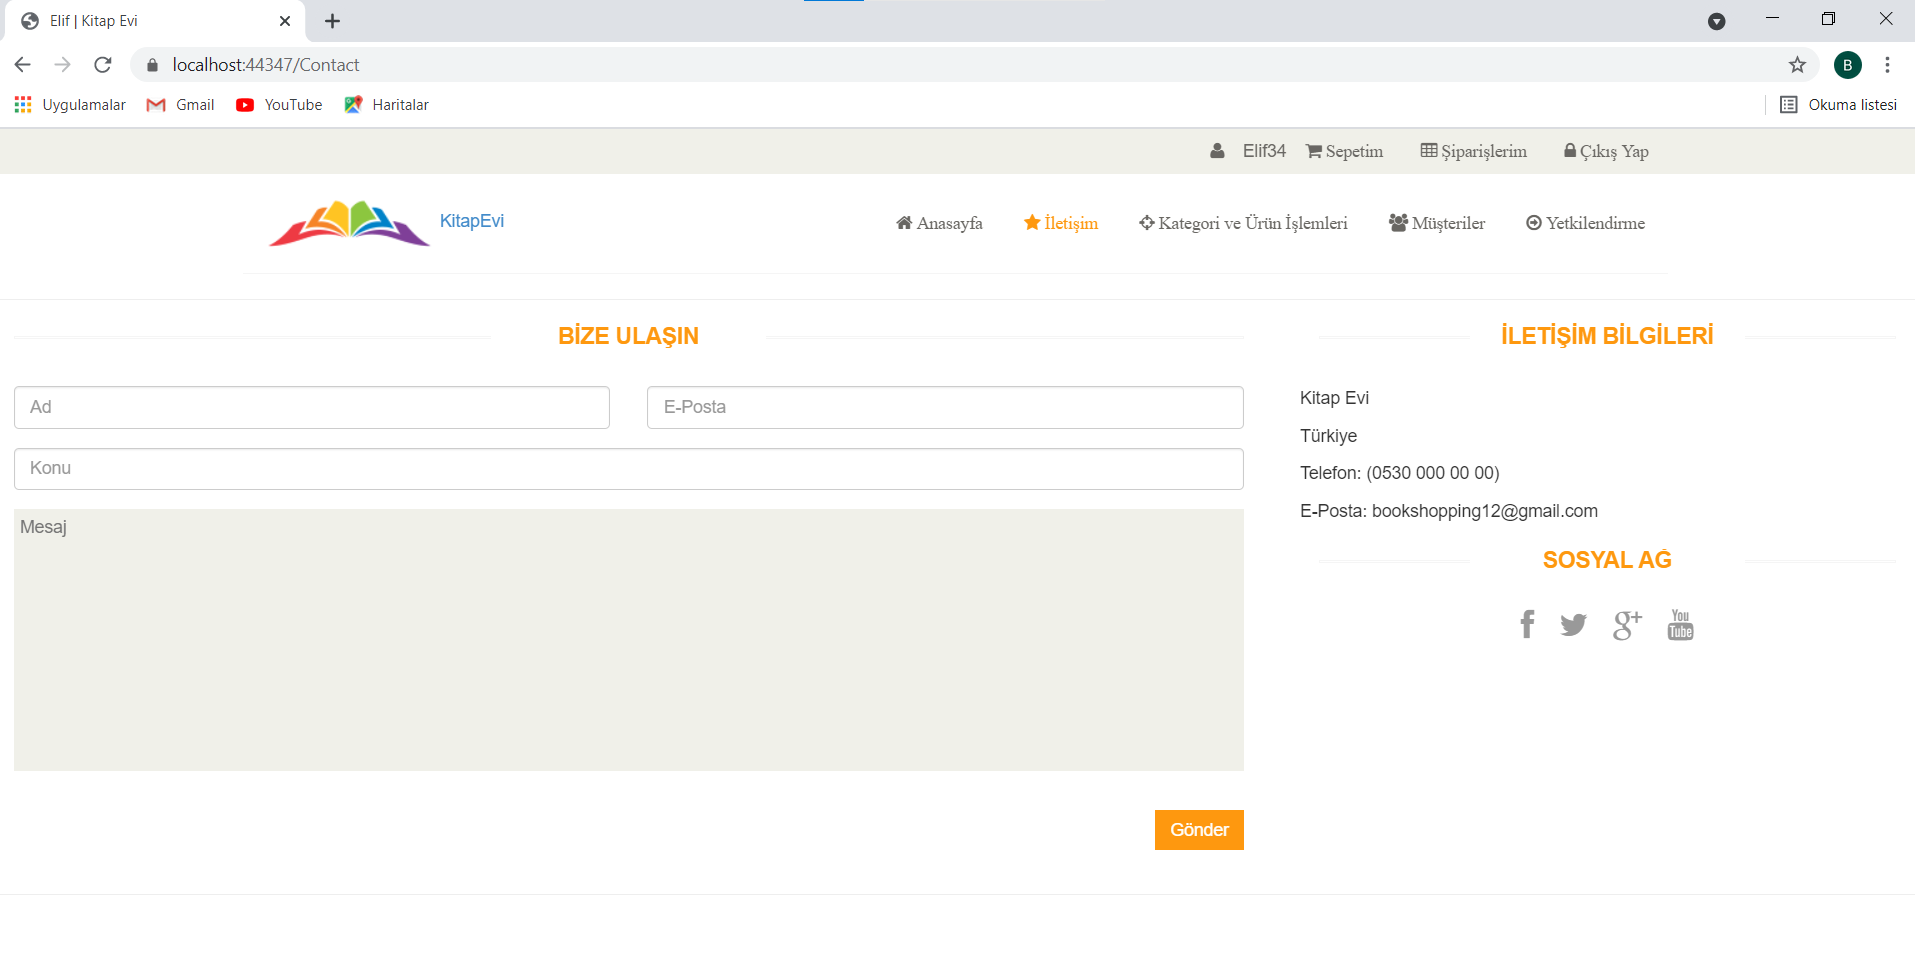 Elif | Kitap Evi
localhost:44347/Contact
B
Uygulamalar Gmail YouTube Haritalar Okuma listesi
Elif34 Sepetim Şiparişlerim Çıkış Yap
KitapEvi Anasayfa İletişim Kategori ve Ürün İşlemleri Müşteriler Yetkilendirme
BİZE ULAŞIN
Ad E-Posta
Konu
Mesaj
Gönder
İLETİŞİM BİLGİLERİ
Kitap Evi
Türkiye
Telefon: (0530 000 00 00)
E-Posta: bookshopping12@gmail.com
SOSYAL AĞ
f g+ You Tube